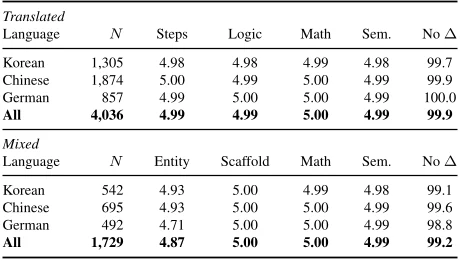 Translated
Language N Steps Logic Math Sem. No Δ
Korean 1,305 4.98 4.98 4.99 4.98 99.7
Chinese 1,874 5.00 4.99 5.00 4.99 99.9
German 857 4.99 5.00 5.00 4.99 100.0
All 4,036 4.99 4.99 5.00 4.99 99.9
Mixed
Language N Entity Scaffold Math Sem. No Δ
Korean 542 4.93 5.00 4.99 4.98 99.1
Chinese 695 4.93 5.00 5.00 4.99 99.6
German 492 4.71 5.00 5.00 4.99 98.8
All 1,729 4.87 5.00 5.00 4.99 99.2